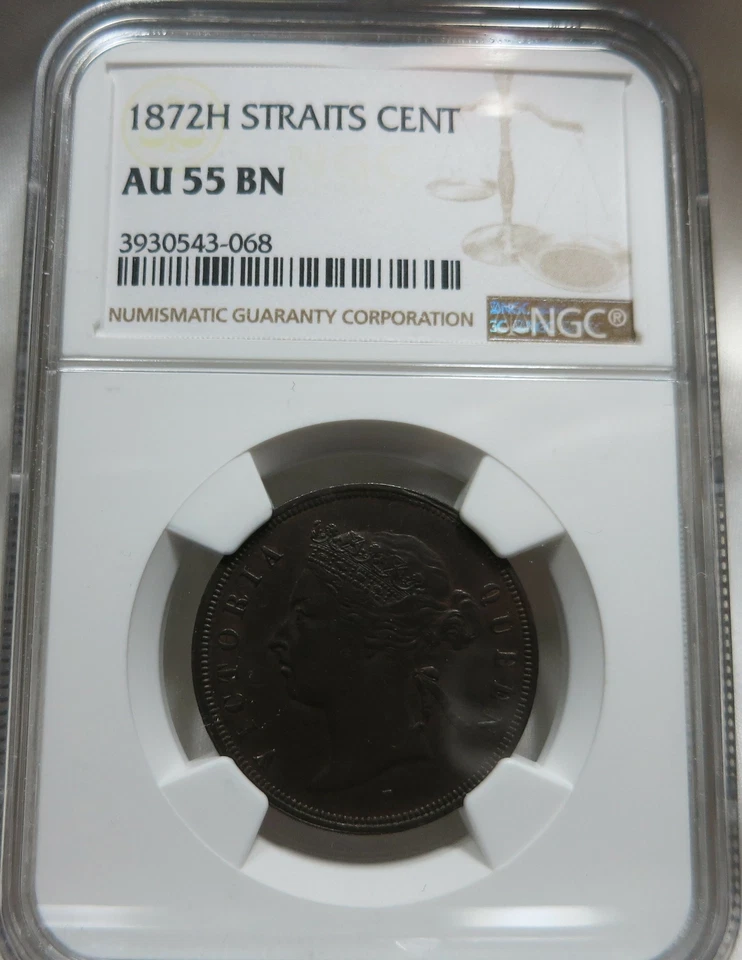 1872H STRAITS CENT
AU 55 BN
3930543-068
NUMISMATIC GUARANTY CORPORATION
NGC®
VICTORIA QUEEN
H